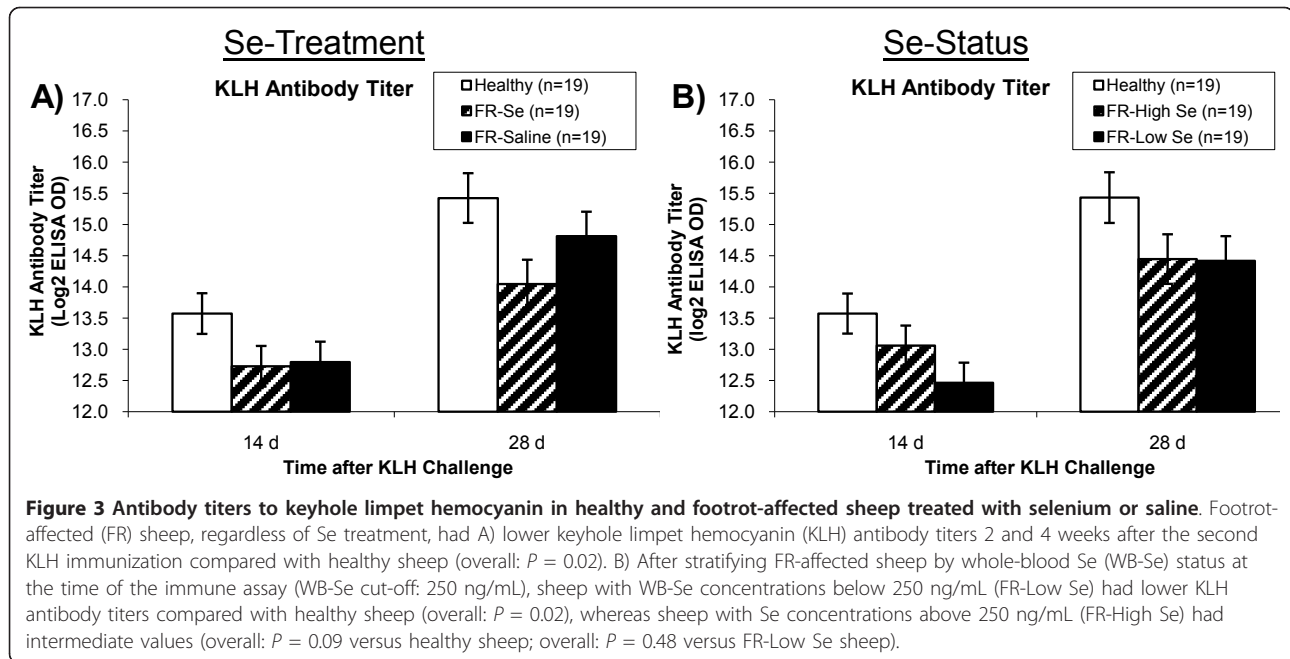 Se-Treatment
Se-Status
A)
KLH Antibody Titer
Healthy (n=19)
FR-Se (n=19)
FR-Saline (n=19)
17.0
16.5
16.0
15.5
15.0
14.5
14.0
13.5
13.0
12.5
12.0
KLH Antibody Titer
(Log2 ELISA OD)
14 d
28 d
Time after KLH Challenge
B)
KLH Antibody Titer
Healthy (n=19)
FR-High Se (n=19)
FR-Low Se (n=19)
17.0
16.5
16.0
15.5
15.0
14.5
14.0
13.5
13.0
12.5
12.0
KLH Antibody Titer
(log2 ELISA OD)
14 d
28 d
Time after KLH Challenge
Figure 3 Antibody titers to keyhole limpet hemocyanin in healthy and footrot-affected sheep treated with selenium or saline. Footrot-
affected (FR) sheep, regardless of Se treatment, had A) lower keyhole limpet hemocyanin (KLH) antibody titers 2 and 4 weeks after the second
KLH immunization compared with healthy sheep (overall: P = 0.02). B) After stratifying FR-affected sheep by whole-blood Se (WB-Se) status at
the time of the immune assay (WB-Se cut-off: 250 ng/mL), sheep with WB-Se concentrations below 250 ng/mL (FR-Low Se) had lower KLH
antibody titers compared with healthy sheep (overall: P = 0.02), whereas sheep with Se concentrations above 250 ng/mL (FR-High Se) had
intermediate values (overall: P = 0.09 versus healthy sheep; overall: P = 0.48 versus FR-Low Se sheep).